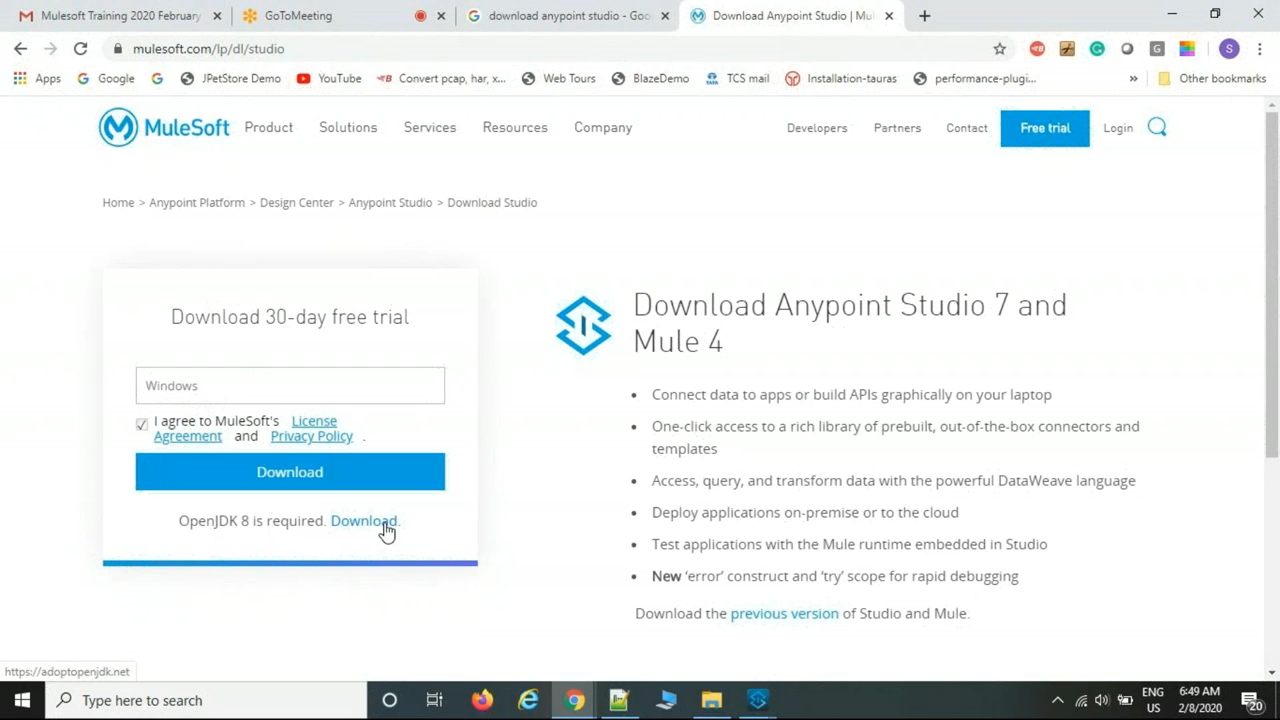 Mulesoft Training 2020 February
GoToMeeting
download anypoint studio - Goo
Download Anypoint Studio | Mu
mulesoft.com/lp/dl/studio
Apps
Google
JPetStore Demo
YouTube
Convert pcap, har, x...
Web Tours
BlazeDemo
TCS mail
Installation-tauras
performance-plugi...
»
Other bookmarks
MuleSoft
Product
Solutions
Services
Resources
Company
Developers
Partners
Contact
Free trial
Login
Home > Anypoint Platform > Design Center > Anypoint Studio > Download Studio
Download 30-day free trial
Windows
I agree to MuleSoft's License
Agreement and Privacy Policy .
Download
OpenJDK 8 is required. Download.
Download Anypoint Studio 7 and
Mule 4
• Connect data to apps or build APIs graphically on your laptop
• One-click access to a rich library of prebuilt, out-of-the-box connectors and
templates
• Access, query, and transform data with the powerful DataWeave language
• Deploy applications on-premise or to the cloud
• Test applications with the Mule runtime embedded in Studio
• New ‘error’ construct and ‘try’ scope for rapid debugging
Download the previous version of Studio and Mule.
https://adoptopenjdk.net
Type here to search
ENG
US
6:49 AM
2/8/2020
20